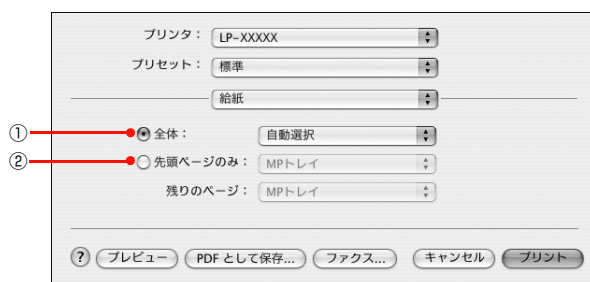 プリンタ： LP-XXXXX
プリセット： 標準
給紙
① 全体： 自動選択
② 先頭ページのみ： MPトレイ
残りのページ： MPトレイ
? プレビュー PDF として保存... ファクス... キャンセル プリント